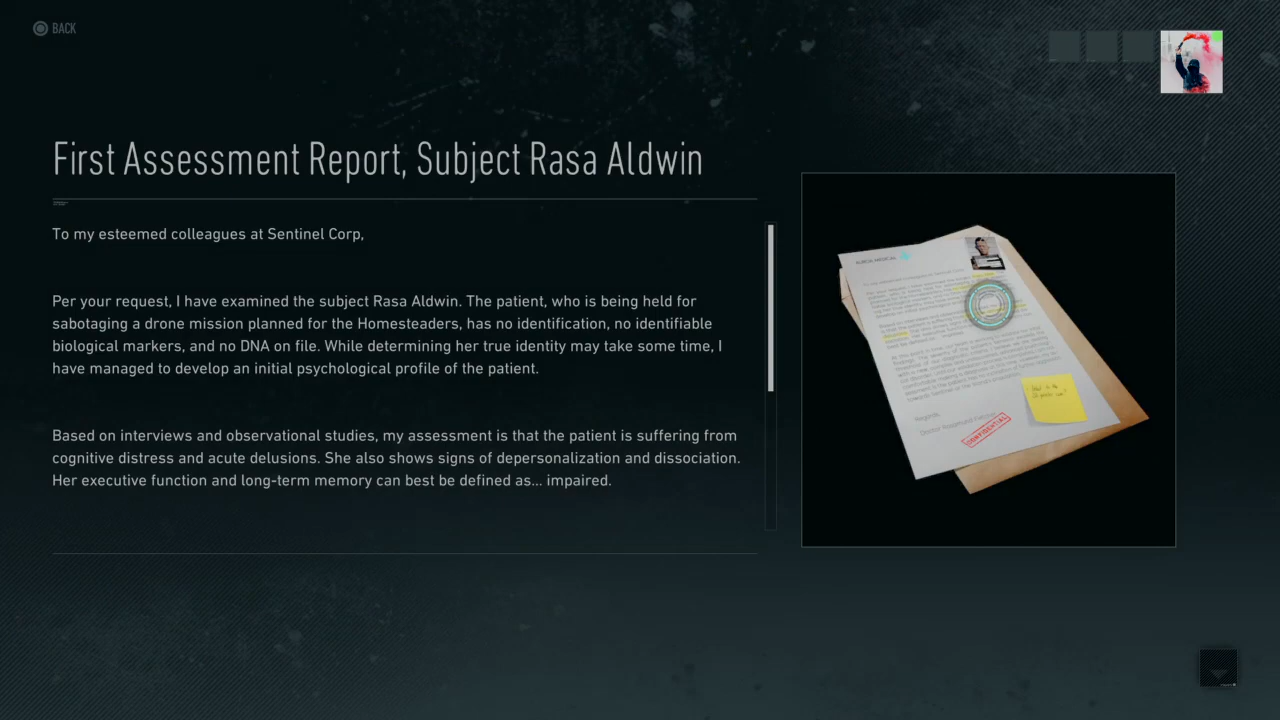 BACK
First Assessment Report, Subject Rasa Aldwin
To my esteemed colleagues at Sentinel Corp,
Per your request, I have examined the subject Rasa Aldwin. The patient, who is being held for
sabotaging a drone mission planned for the Homesteaders, has no identification, no identifiable
biological markers, and no DNA on file. While determining her true identity may take some time, I
have managed to develop an initial psychological profile of the patient.
Based on interviews and observational studies, my assessment is that the patient is suffering from
cognitive distress and acute delusions. She also shows signs of depersonalization and dissociation.
Her executive function and long-term memory can best be defined as... impaired.
Regards,
CONFIDENTIAL